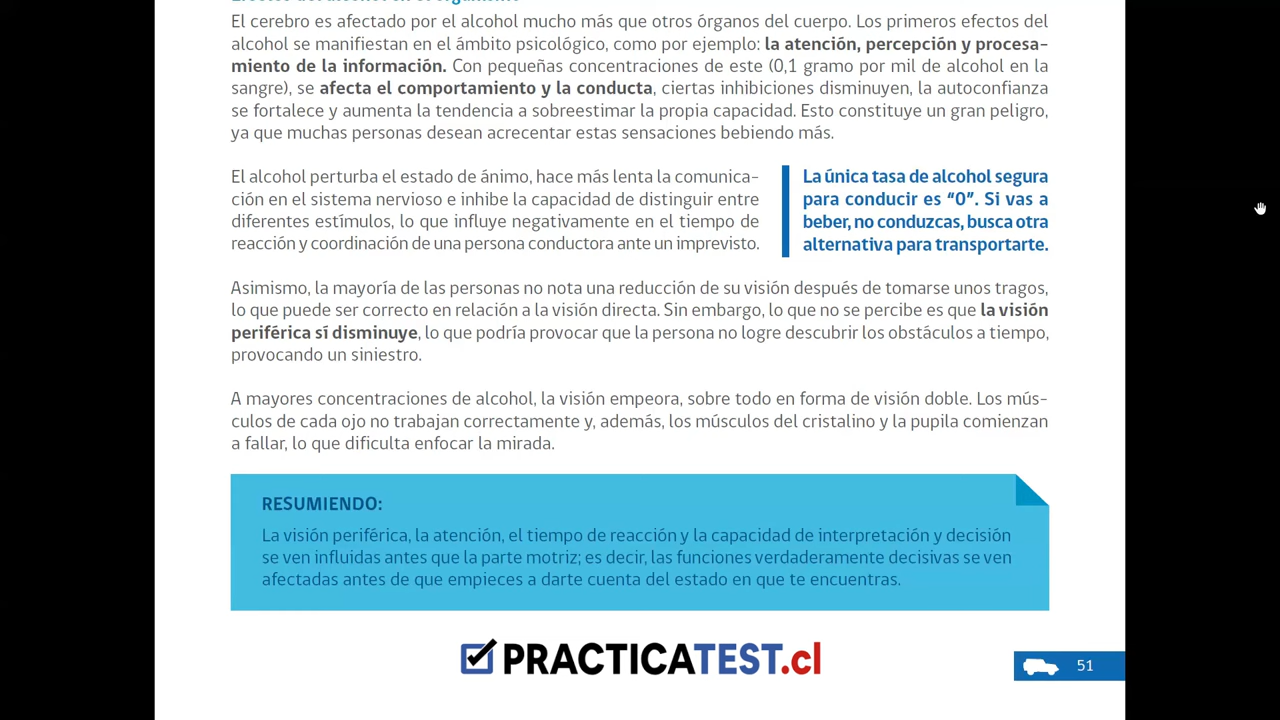 El cerebro es afectado por el alcohol mucho más que otros órganos del cuerpo. Los primeros efectos del
alcohol se manifiestan en el ámbito psicológico, como por ejemplo: la atención, percepción y procesa-
miento de la información. Con pequeñas concentraciones de este (0,1 gramo por mil de alcohol en la
sangre), se afecta el comportamiento y la conducta, ciertas inhibiciones disminuyen, la autoconfianza
se fortalece y aumenta la tendencia a sobreestimar la propia capacidad. Esto constituye un gran peligro,
ya que muchas personas desean acrecentar estas sensaciones bebiendo más.
El alcohol perturba el estado de ánimo, hace más lenta la comunica-
ción en el sistema nervioso e inhibe la capacidad de distinguir entre
diferentes estímulos, lo que influye negativamente en el tiempo de
reacción y coordinación de una persona conductora ante un imprevisto.
La única tasa de alcohol segura
para conducir es “0”. Si vas a
beber, no conduzcas, busca otra
alternativa para transportarte.
Asimismo, la mayoría de las personas no nota una reducción de su visión después de tomarse unos tragos,
lo que puede ser correcto en relación a la visión directa. Sin embargo, lo que no se percibe es que la visión
periférica sí disminuye, lo que podría provocar que la persona no logre descubrir los obstáculos a tiempo,
provocando un siniestro.
A mayores concentraciones de alcohol, la visión empeora, sobre todo en forma de visión doble. Los mús-
culos de cada ojo no trabajan correctamente y, además, los músculos del cristalino y la pupila comienzan
a fallar, lo que dificulta enfocar la mirada.
RESUMIENDO:
La visión periférica, la atención, el tiempo de reacción y la capacidad de interpretación y decisión
se ven influidas antes que la parte motriz; es decir, las funciones verdaderamente decisivas se ven
afectadas antes de que empieces a darte cuenta del estado en que te encuentras.
PRACTICATEST.cl
51